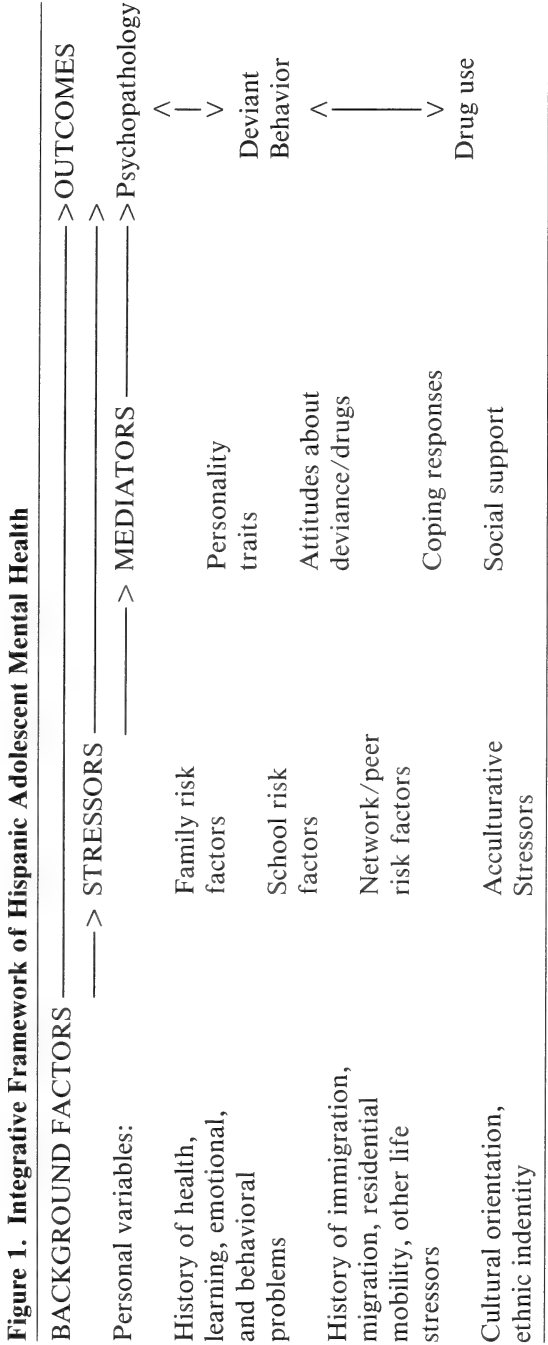 Figure 1. Integrative Framework of Hispanic Adolescent Mental Health
BACKGROUND FACTORS ——————> OUTCOMES
——> STRESSORS ——————>
——> MEDIATORS ——————> Psychopathology
Personal variables:
History of health,
learning, emotional,
and behavioral
problems
History of immigration,
migration, residential
mobility, other life
stressors
Cultural orientation,
ethnic indentity
Family risk
factors
School risk
factors
Network/peer
risk factors
Acculturative
Stressors
Personality
traits
Attitudes about
deviance/drugs
Coping responses
Social support
Deviant
Behavior
Drug use